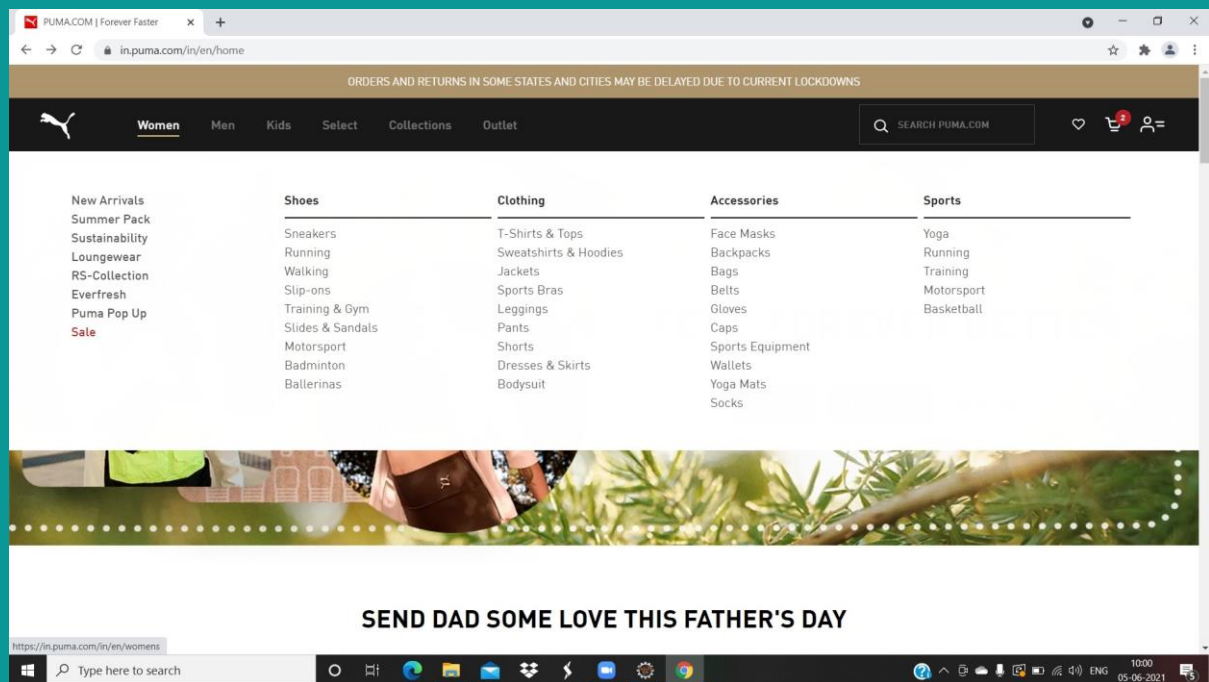 PUMA.COM | Forever Faster
in.puma.com/in/en/home
ORDERS AND RETURNS IN SOME STATES AND CITIES MAY BE DELAYED DUE TO CURRENT LOCKDOWNS
Women Men Kids Select Collections Outlet SEARCH PUMA.COM 2
New Arrivals
Summer Pack
Sustainability
Loungewear
RS-Collection
Everfresh
Puma Pop Up
Sale
Shoes
Sneakers
Running
Walking
Slip-ons
Training & Gym
Slides & Sandals
Motorsport
Badminton
Ballerinas
Clothing
T-Shirts & Tops
Sweatshirts & Hoodies
Jackets
Sports Bras
Leggings
Pants
Shorts
Dresses & Skirts
Bodysuit
Accessories
Face Masks
Backpacks
Bags
Belts
Gloves
Caps
Sports Equipment
Wallets
Yoga Mats
Socks
Sports
Yoga
Running
Training
Motorsport
Basketball
SEND DAD SOME LOVE THIS FATHER'S DAY
https://in.puma.com/in/en/womens
Type here to search
ENG
10:00
05-06-2021
5